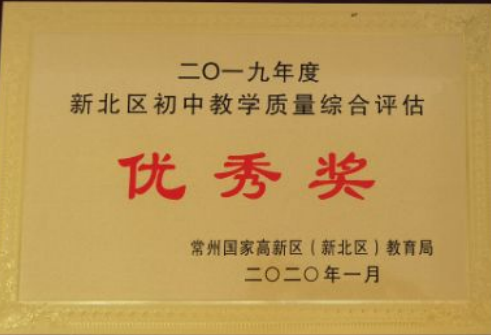 二〇一九年度
新北区初中教学质量综合评估
优秀奖
常州国家高新区（新北区）教育局
二〇二〇年一月